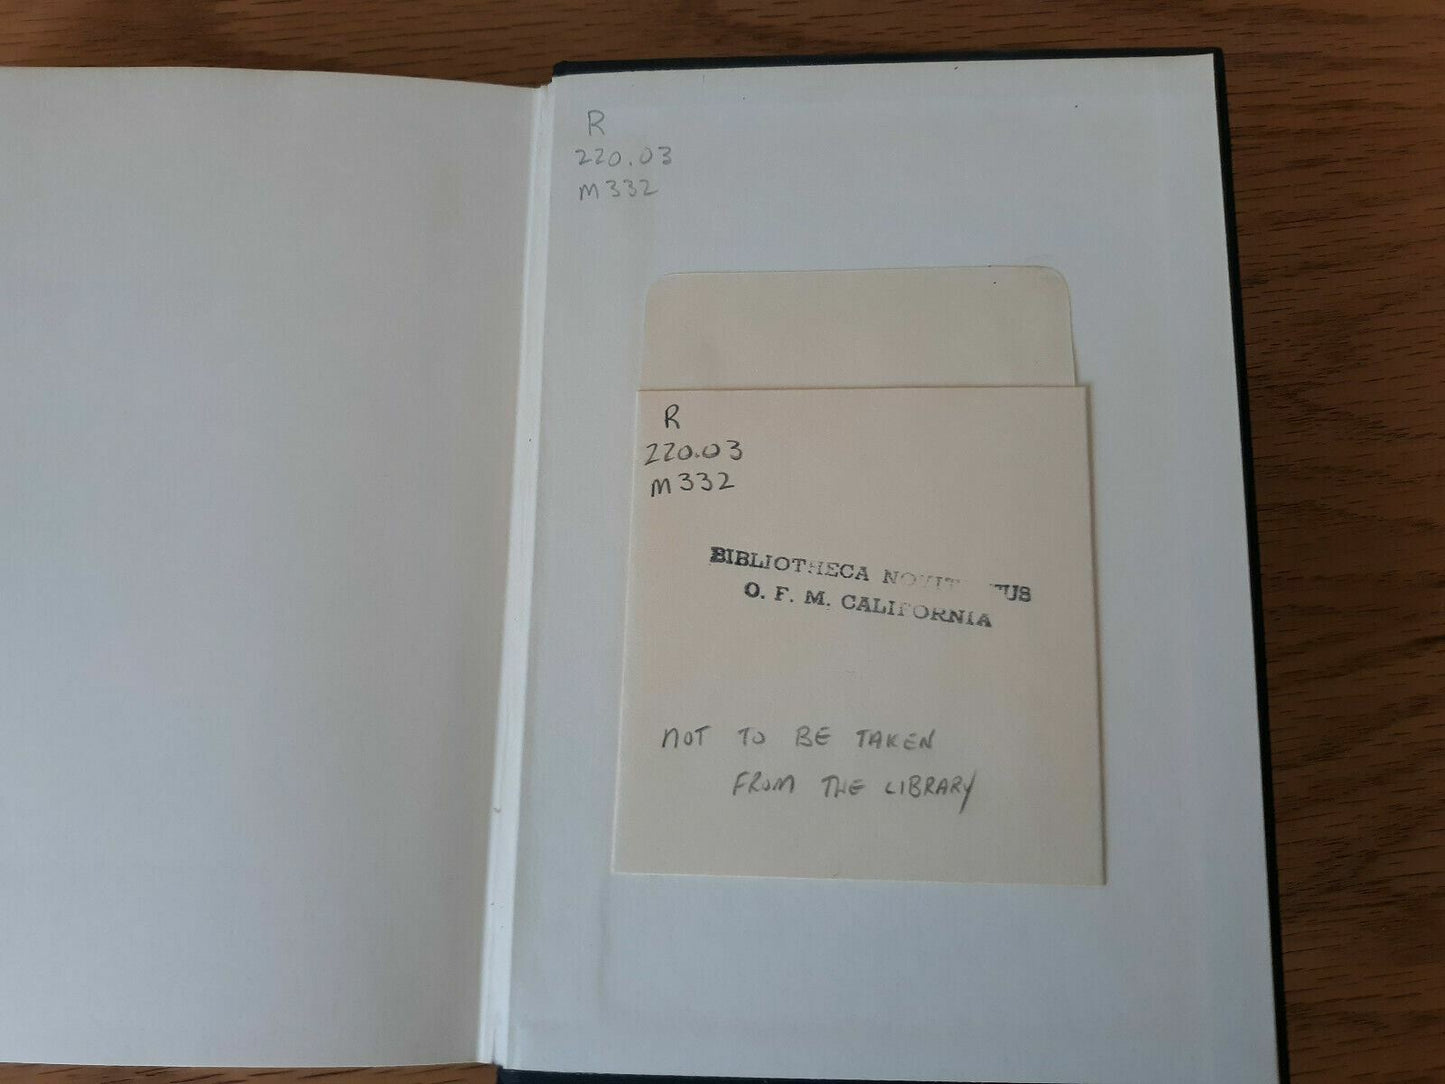 R
220.03
M332
R
220.03
M332
BIBLIOTHECA
O. F. M. CALIFORNIA
NOT TO BE TAKEN
FROM THE LIBRARY